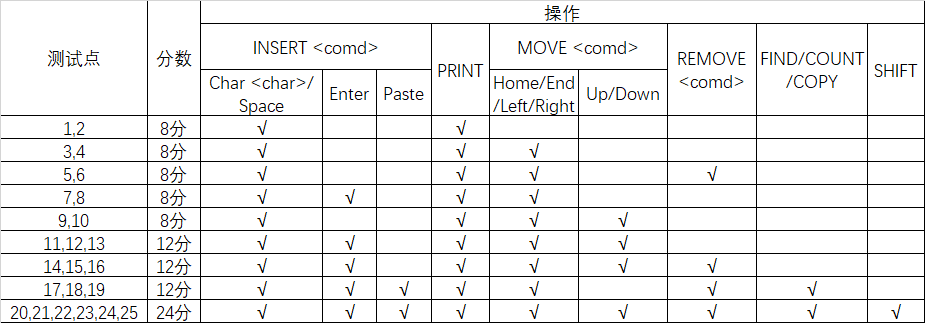 测试点 分数 操作
INSERT <comd> PRINT MOVE <comd> REMOVE <comd> FIND/COUNT/COPY SHIFT
Char <char>/ Space Enter Paste Home/End/Left/Right Up/Down
1,2 8分 √ √
3,4 8分 √ √ √
5,6 8分 √ √ √ √
7,8 8分 √ √ √ √
9,10 8分 √ √ √ √
11,12,13 12分 √ √ √ √ √
14,15,16 12分 √ √ √ √ √ √
17,18,19 12分 √ √ √ √ √ √ √
20,21,22,23,24,25 24分 √ √ √ √ √ √ √ √ √